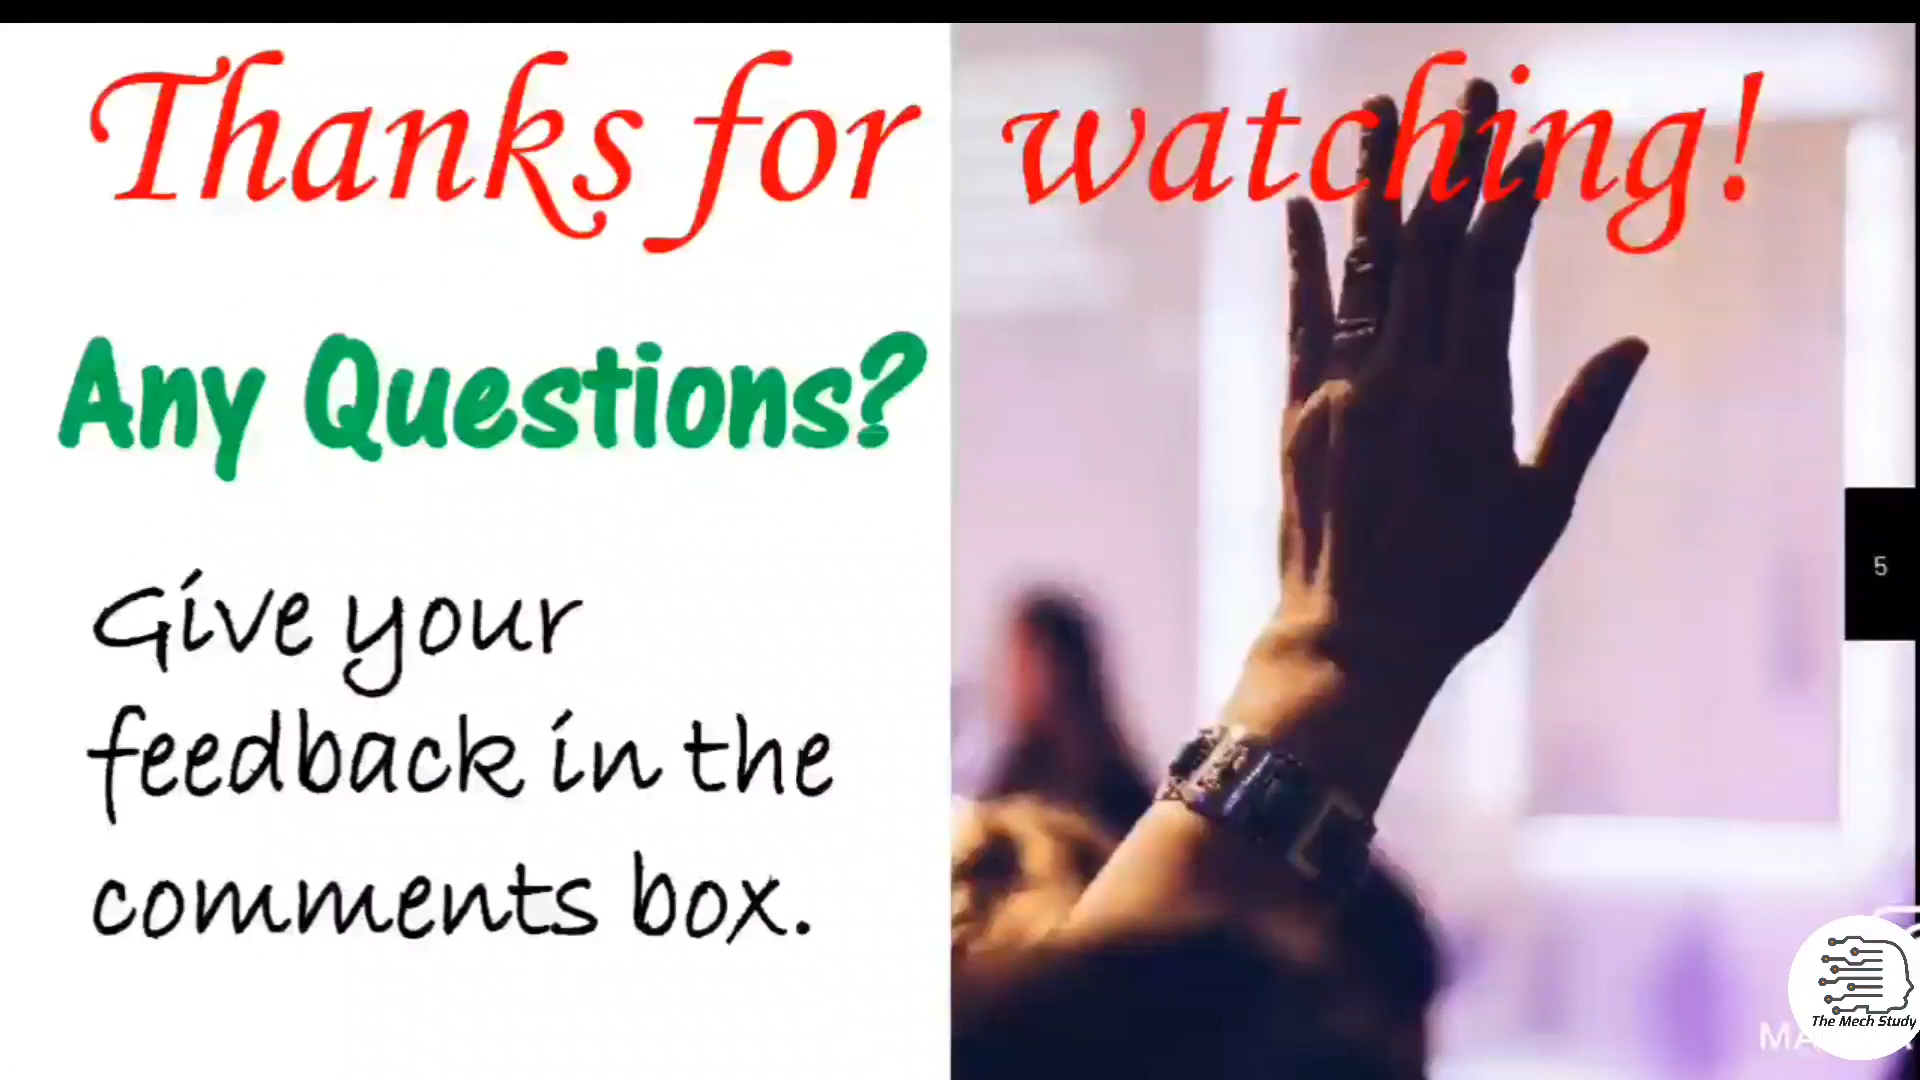 Thanks for watching!
Any Questions?
Give your
feedback in the
comments box.
5
The Mech Study